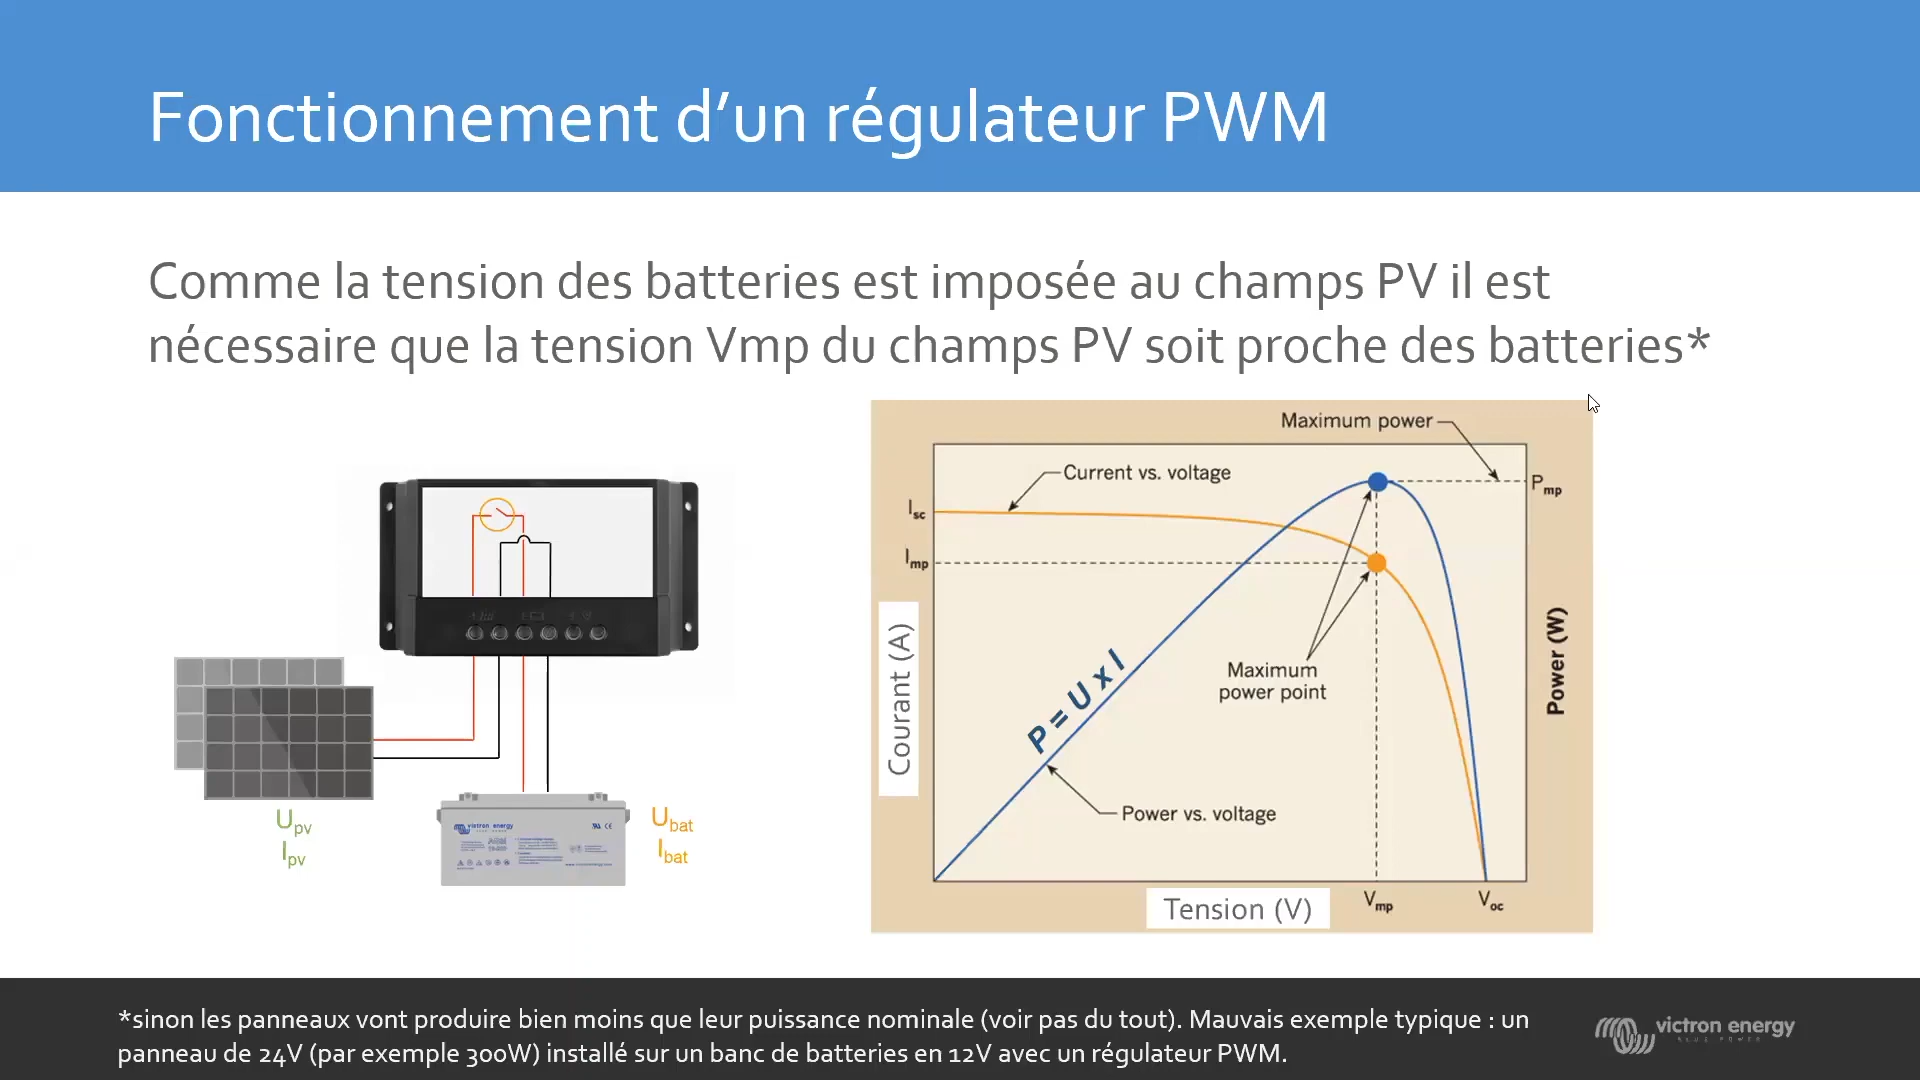 Fonctionnement d’un régulateur PWM
Comme la tension des batteries est imposée au champs PV il est
nécessaire que la tension Vmp du champs PV soit proche des batteries*
Upv
Ipv
victron energy
Ubat
Ibat
Maximum power
Current vs. voltage
Pmp
Isc
Imp
Courant (A)
P = U x I
Maximum
power point
Power (W)
Power vs. voltage
Tension (V)
Vmp
Voc
*sinon les panneaux vont produire bien moins que leur puissance nominale (voir pas du tout). Mauvais exemple typique : un
panneau de 24V (par exemple 300W) installé sur un banc de batteries en 12V avec un régulateur PWM.
victron energy
BLUE POWER